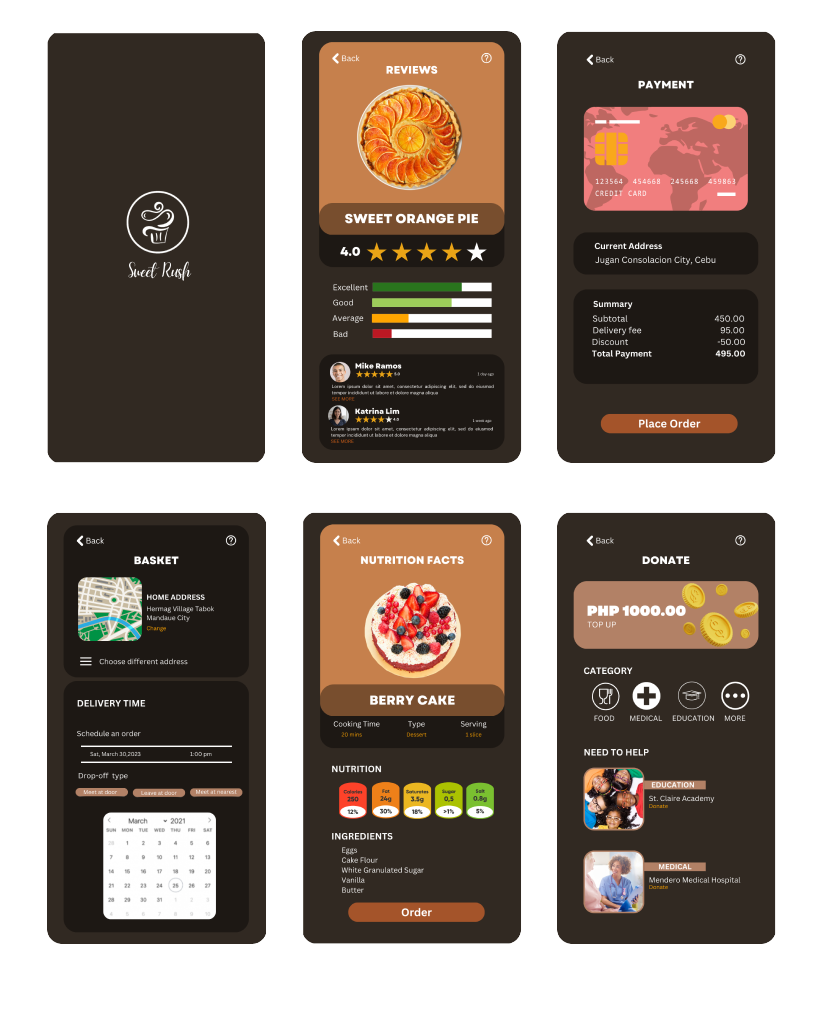 Sweet Rush
Back
REVIEWS
SWEET ORANGE PIE
4.0
Excellent
Good
Average
Bad
Mike Ramos
5.0
1 day ago
Lorem ipsum dolor sit amet, consectetur adipiscing elit, sed do eiusmod
tempor incididunt ut labore et dolore magna aliqua
SEE MORE
Katrina Lim
4.0
1 week ago
Lorem ipsum dolor sit amet, consectetur adipiscing elit, sed do eiusmod
tempor incididunt ut labore et dolore magna aliqua
SEE MORE
Back
PAYMENT
123564 454668 245668 459863
CREDIT CARD
Current Address
Jugan Consolacion City, Cebu
Summary
Subtotal 450.00
Delivery fee 95.00
Discount -50.00
Total Payment 495.00
Place Order
Back
BASKET
HOME ADDRESS
Hermag Village Tabok
Mandaue City
Change
Choose different address
DELIVERY TIME
Schedule an order
Sat, March 30,2023 1:00 pm
Drop-off type
Meet at door Leave at door Meet at nearest
March 2021
SUN MON TUE WED THU FRI SAT
28 1 2 3 4 5 6
7 8 9 10 11 12 13
14 15 16 17 18 19 20
21 22 23 24 25 26 27
28 29 30 31 1 2 3
4 5 6 7 8 9 10
Back
NUTRITION FACTS
BERRY CAKE
Cooking Time Type Serving
20 mins Dessert 1 slice
NUTRITION
Calories Fat Saturates Sugar Salt
250 24g 3.5g 0,5 0.8g
12% 30% 18% >1% 5%
INGREDIENTS
Eggs
Cake Flour
White Granulated Sugar
Vanilla
Butter
Order
Back
DONATE
PHP 1000.00
TOP UP
CATEGORY
FOOD MEDICAL EDUCATION MORE
NEED TO HELP
EDUCATION
St. Claire Academy
Donate
MEDICAL
Mendero Medical Hospital
Donate